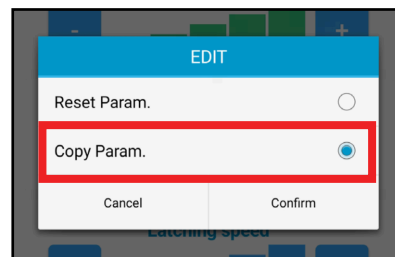 -
+
EDIT
Reset Param.
Copy Param.
Cancel Confirm
Latching speed